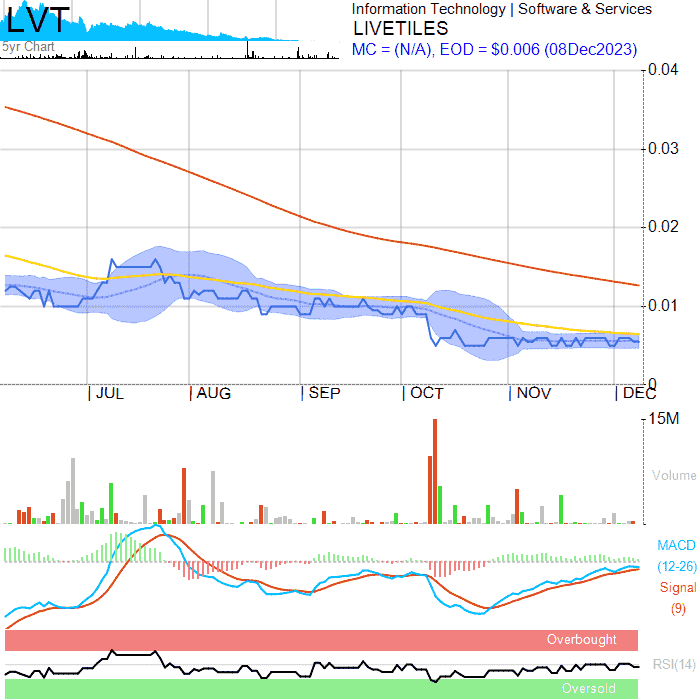 LVT
5yr Chart
Information Technology | Software & Services
LIVETILES
MC = (N/A), EOD = $0.006 (08Dec2023)
0.04
0.03
0.02
0.01
0
JUL AUG SEP OCT NOV DEC
15M
Volume
MACD
(12-26)
Signal
(9)
Overbought
RSI(14)
Oversold